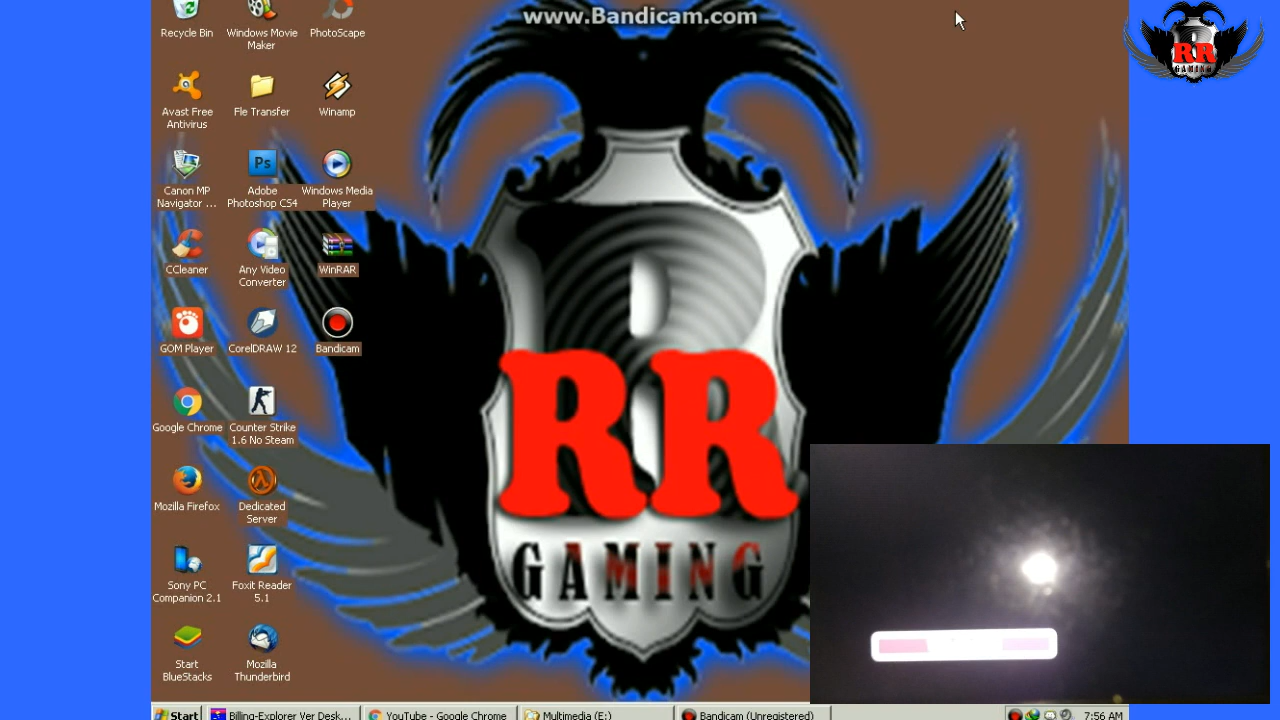 www.Bandicam.com
Recycle Bin
Windows Movie
Maker
PhotoScape
RR
GAMING
Avast Free
Antivirus
Fle Transfer
Winamp
Canon MP
Navigator ...
Ps
Adobe
Photoshop CS4
Windows Media
Player
CCleaner
Any Video
Converter
WinRAR
GOM Player
CorelDRAW 12
Bandicam
Google Chrome
Counter Strike
1.6 No Steam
Mozilla Firefox
Dedicated
Server
Sony PC
Companion 2.1
Foxit Reader
5.1
Start
BlueStacks
Mozilla
Thunderbird
RR
GAMING
Start
Billing-Explorer Ver.Desk...
YouTube - Google Chrome
Multimedia (E:)
Bandicam (Unregistered)
7:56 AM